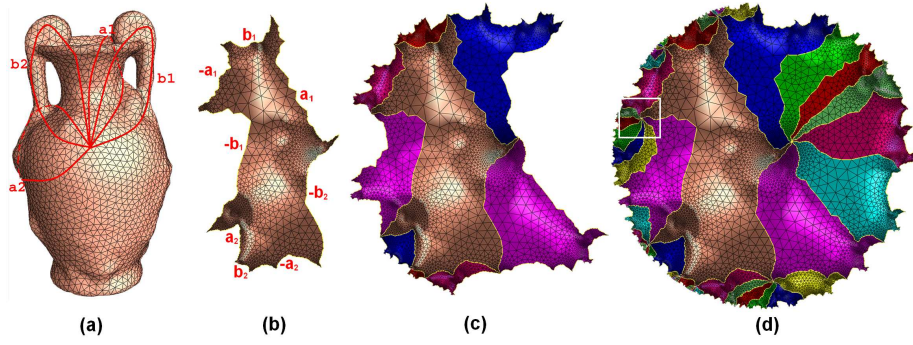 a1
b2
b1
a2
b₁
-a₁
a₁
-b₁
-b₂
a₂
b₂
-a₂
(a)
(b)
(c)
(d)